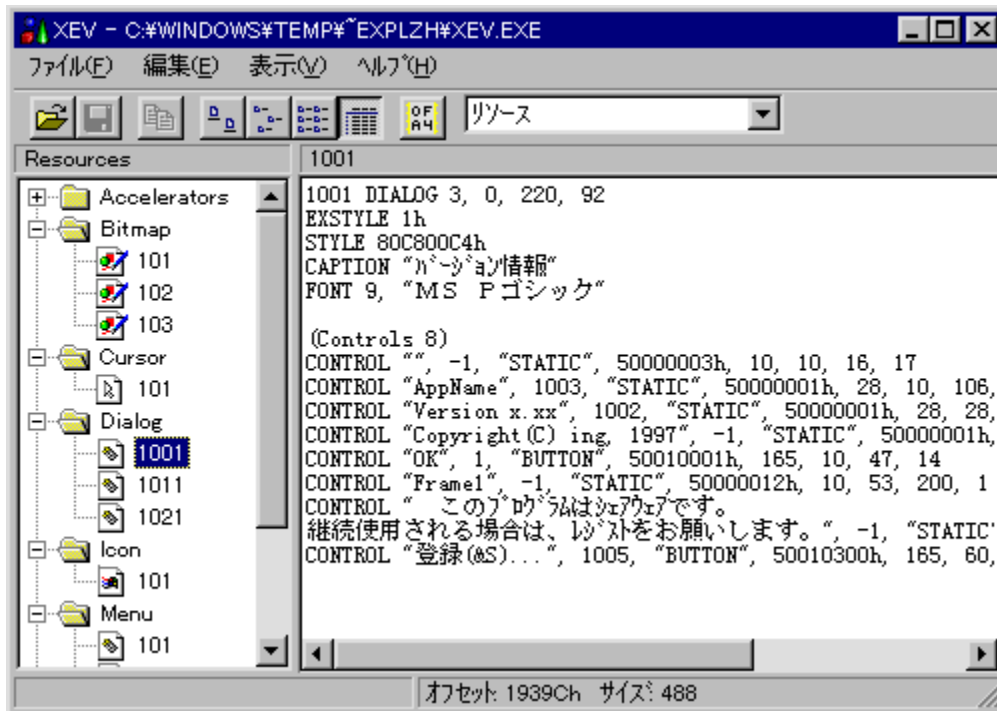 XEV - C:¥WINDOWS¥TEMP¥~EXPLZH¥XEV.EXE
ﾌｧｲﾙ(F) 編集(E) 表示(V) ﾍﾙﾌﾟ(H)
0F A4 リソース
Resources
Accelerators
Bitmap
101
102
103
Cursor
101
Dialog
1001
1011
1021
Icon
101
Menu
101
1001
1001 DIALOG 3, 0, 220, 92
EXSTYLE 1h
STYLE 80C800C4h
CAPTION "ﾊﾞｰｼﾞｮﾝ情報"
FONT 9, "ＭＳ Ｐゴシック"
(Controls 8)
CONTROL "", -1, "STATIC", 50000003h, 10, 10, 16, 17
CONTROL "AppName", 1003, "STATIC", 50000001h, 28, 10, 106,
CONTROL "Version x.xx", 1002, "STATIC", 50000001h, 28, 28,
CONTROL "Copyright(C) ing, 1997", -1, "STATIC", 50000001h,
CONTROL "OK", 1, "BUTTON", 50010001h, 165, 10, 47, 14
CONTROL "Frame1", -1, "STATIC", 50000012h, 10, 53, 200, 1
CONTROL "　このﾌﾟﾛｸﾞﾗﾑはｼｪｱｳｪｱです。
継続使用される場合は、ﾚｼﾞｽﾄをお願いします。", -1, "STATIC"
CONTROL "登録(&S)...", 1005, "BUTTON", 50010300h, 165, 60,
ｵﾌｾｯﾄ: 1939Ch ｻｲｽﾞ: 488